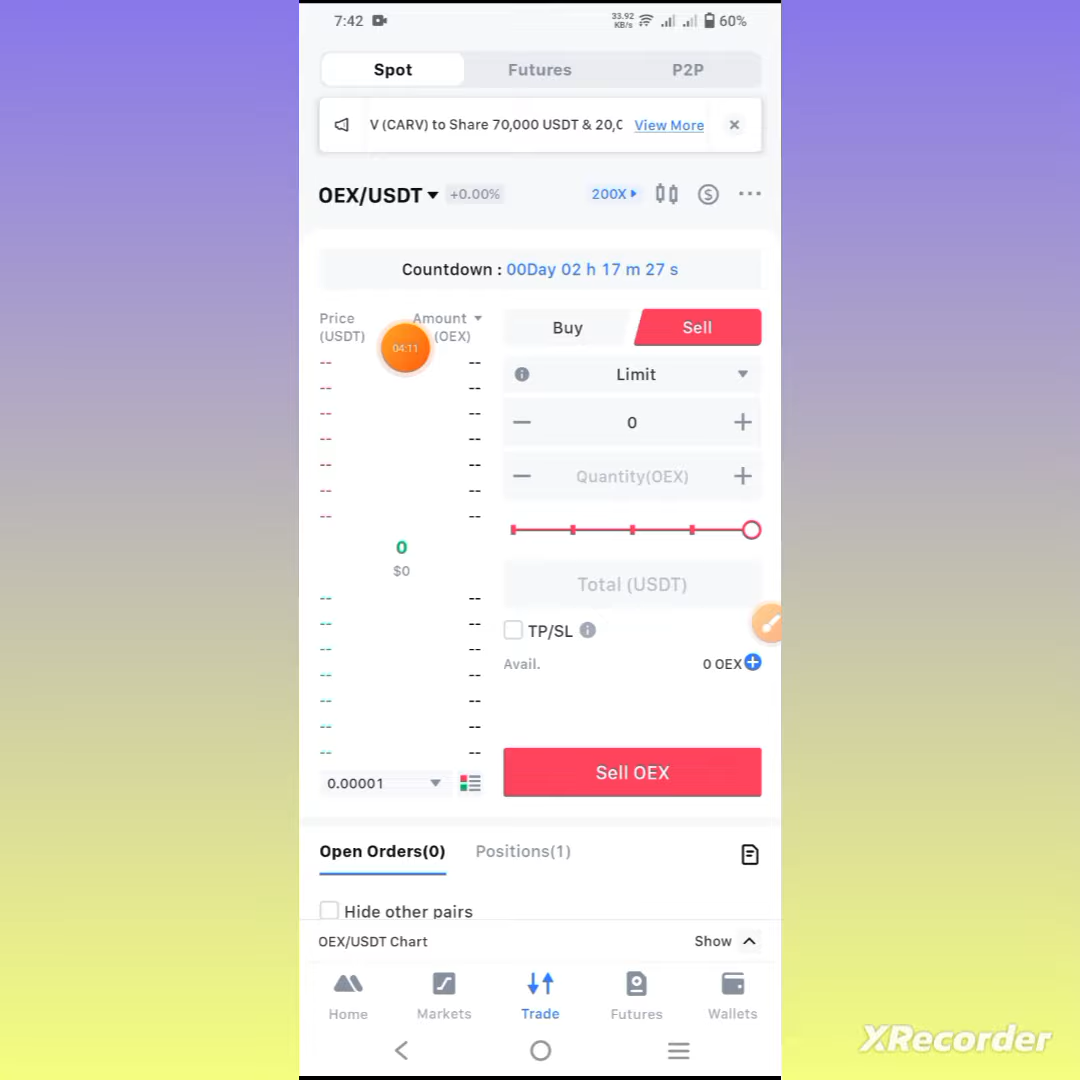 7:42
33.92
KB/s
60%
Spot
Futures
P2P
V (CARV) to Share 70,000 USDT & 20,0
View More
OEX/USDT
+0.00%
200X
Countdown : 00Day 02 h 17 m 27 s
Price
(USDT)
Amount
(OEX)
04:11
Buy
Sell
Limit
0
Quantity(OEX)
Total (USDT)
TP/SL
Avail.
0 OEX
Sell OEX
-- --
-- --
-- --
-- --
-- --
-- --
-- --
0
$0
-- --
-- --
-- --
-- --
-- --
-- --
-- --
0.00001
Open Orders(0)
Positions(1)
Hide other pairs
OEX/USDT Chart
Show
Home
Markets
Trade
Futures
Wallets
XRecorder